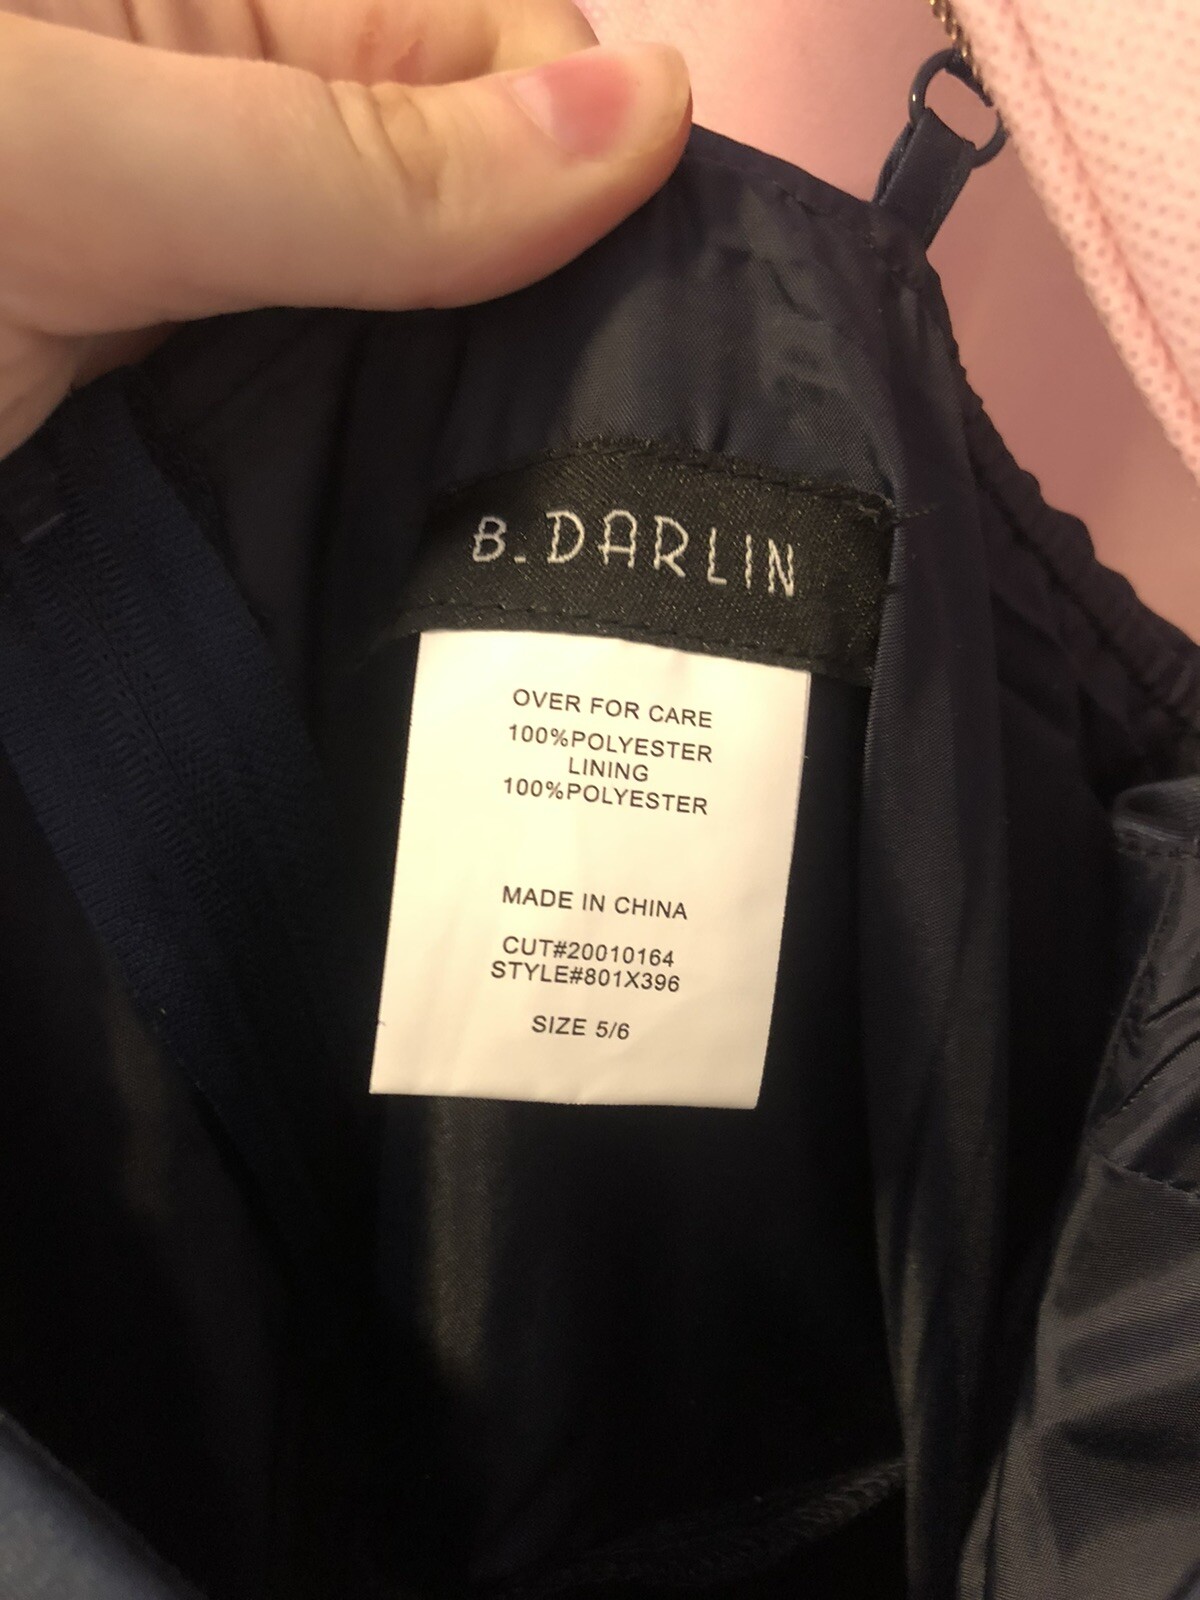 B. DARLIN
OVER FOR CARE
100%POLYESTER
LINING
100%POLYESTER
MADE IN CHINA
CUT#20010164
STYLE#801X396
SIZE 5/6